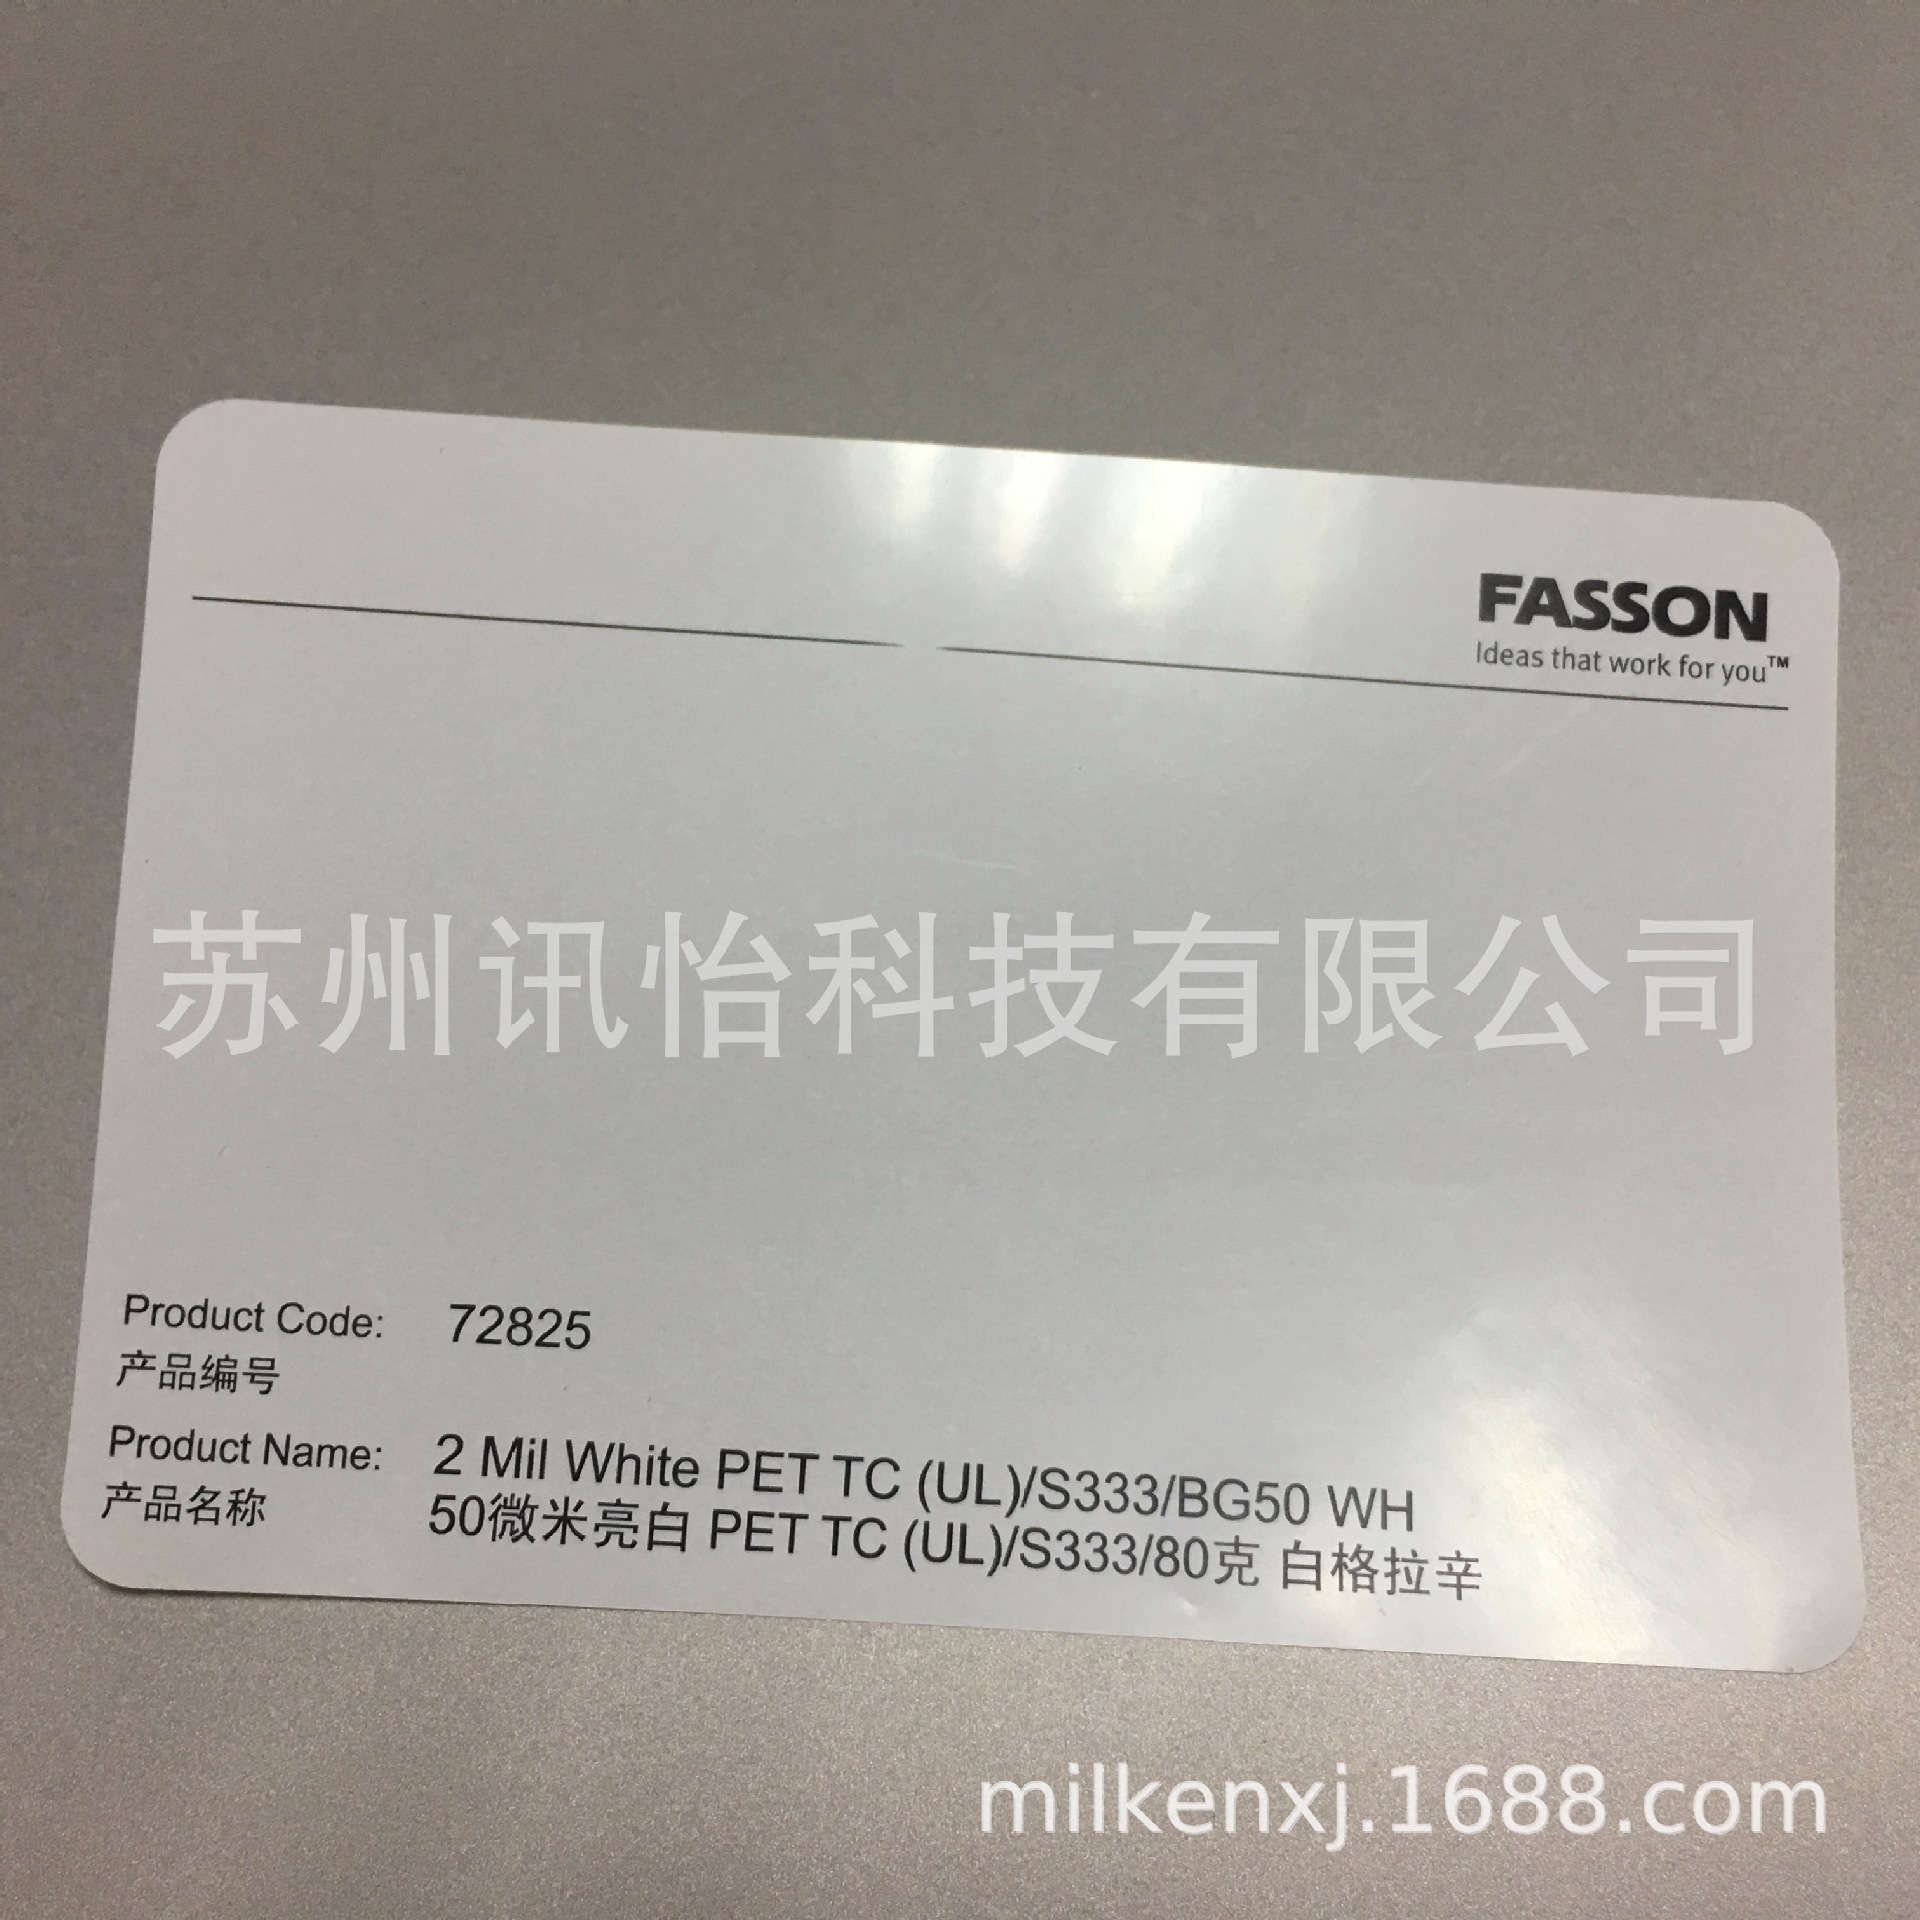 FASSON
Ideas that work for you™
苏州讯怡科技有限公司
Product Code: 72825
产品编号
Product Name: 2 Mil White PET TC (UL)/S333/BG50 WH
产品名称 50微米亮白 PET TC (UL)/S333/80克 白格拉辛
milkenxj.1688.com